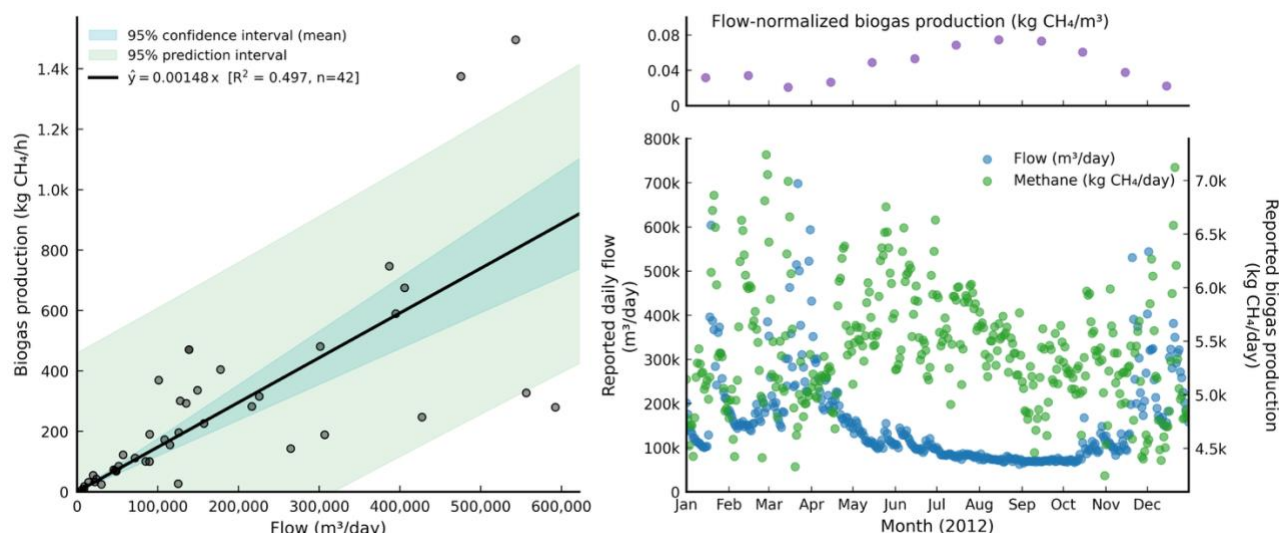 95% confidence interval (mean)
95% prediction interval
ŷ = 0.00148 x [R² = 0.497, n=42]
Biogas production (kg CH₄/h)
1.4k
1.2k
1.0k
800
600
400
200
0
0 100,000 200,000 300,000 400,000 500,000 600,000
Flow (m³/day)
Flow-normalized biogas production (kg CH₄/m³)
0.08
0.04
0
Flow (m³/day)
Methane (kg CH₄/day)
Reported daily flow
(m³/day)
800k
700k
600k
500k
400k
300k
200k
100k
0
7.0k
6.5k
6.0k
5.5k
5.0k
4.5k
Reported biogas production
(kg CH₄/day)
Jan Feb Mar Apr May Jun Jul Aug Sep Oct Nov Dec
Month (2012)